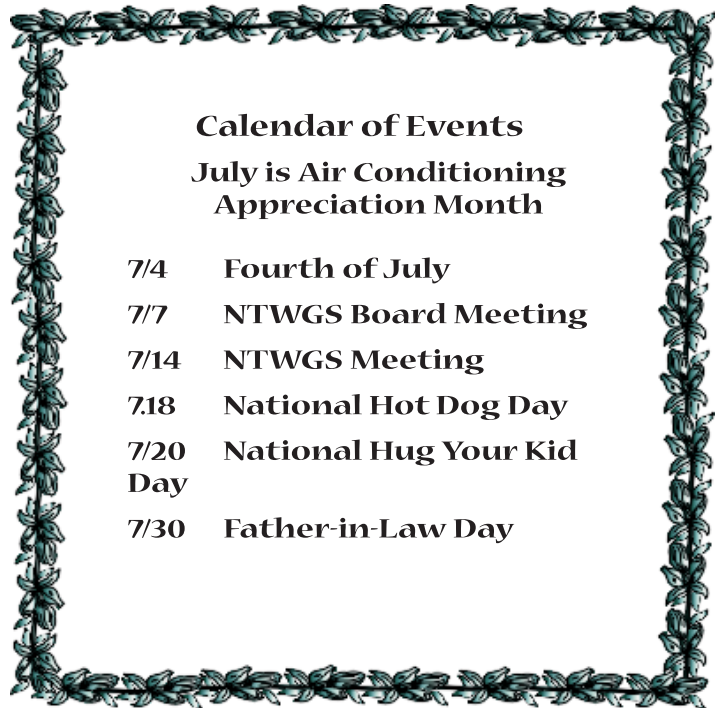 Calendar of Events
July is Air Conditioning
Appreciation Month
7/4 Fourth of July
7/7 NTWGS Board Meeting
7/14 NTWGS Meeting
7.18 National Hot Dog Day
7/20 National Hug Your Kid
Day
7/30 Father-in-Law Day